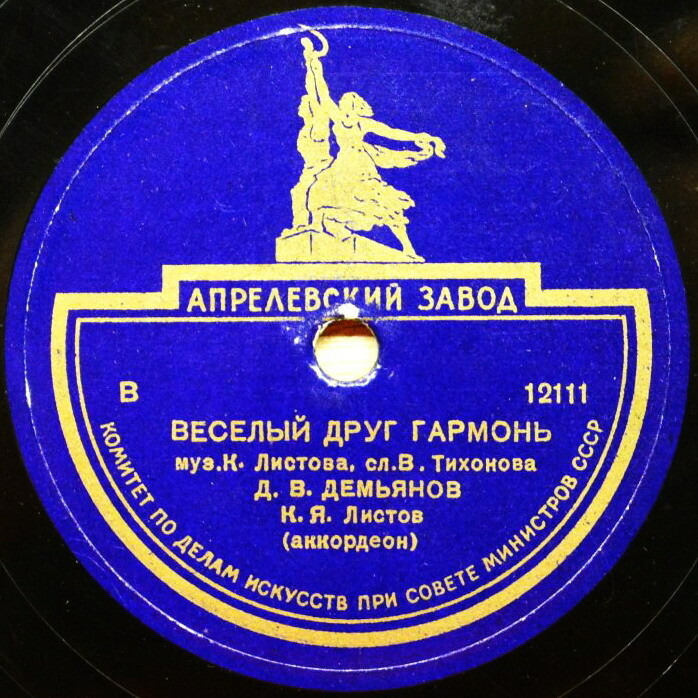 АПРЕЛЕВСКИЙ ЗАВОД
В 12111
ВЕСЕЛЫЙ ДРУГ ГАРМОНЬ
муз.К. Листова, сл.В. Тихонова
Д. В. ДЕМЬЯНОВ
К. Я. Листов
(аккордеон)
КОМИТЕТ ПО ДЕЛАМ ИСКУССТВ ПРИ СОВЕТЕ МИНИСТРОВ СССР